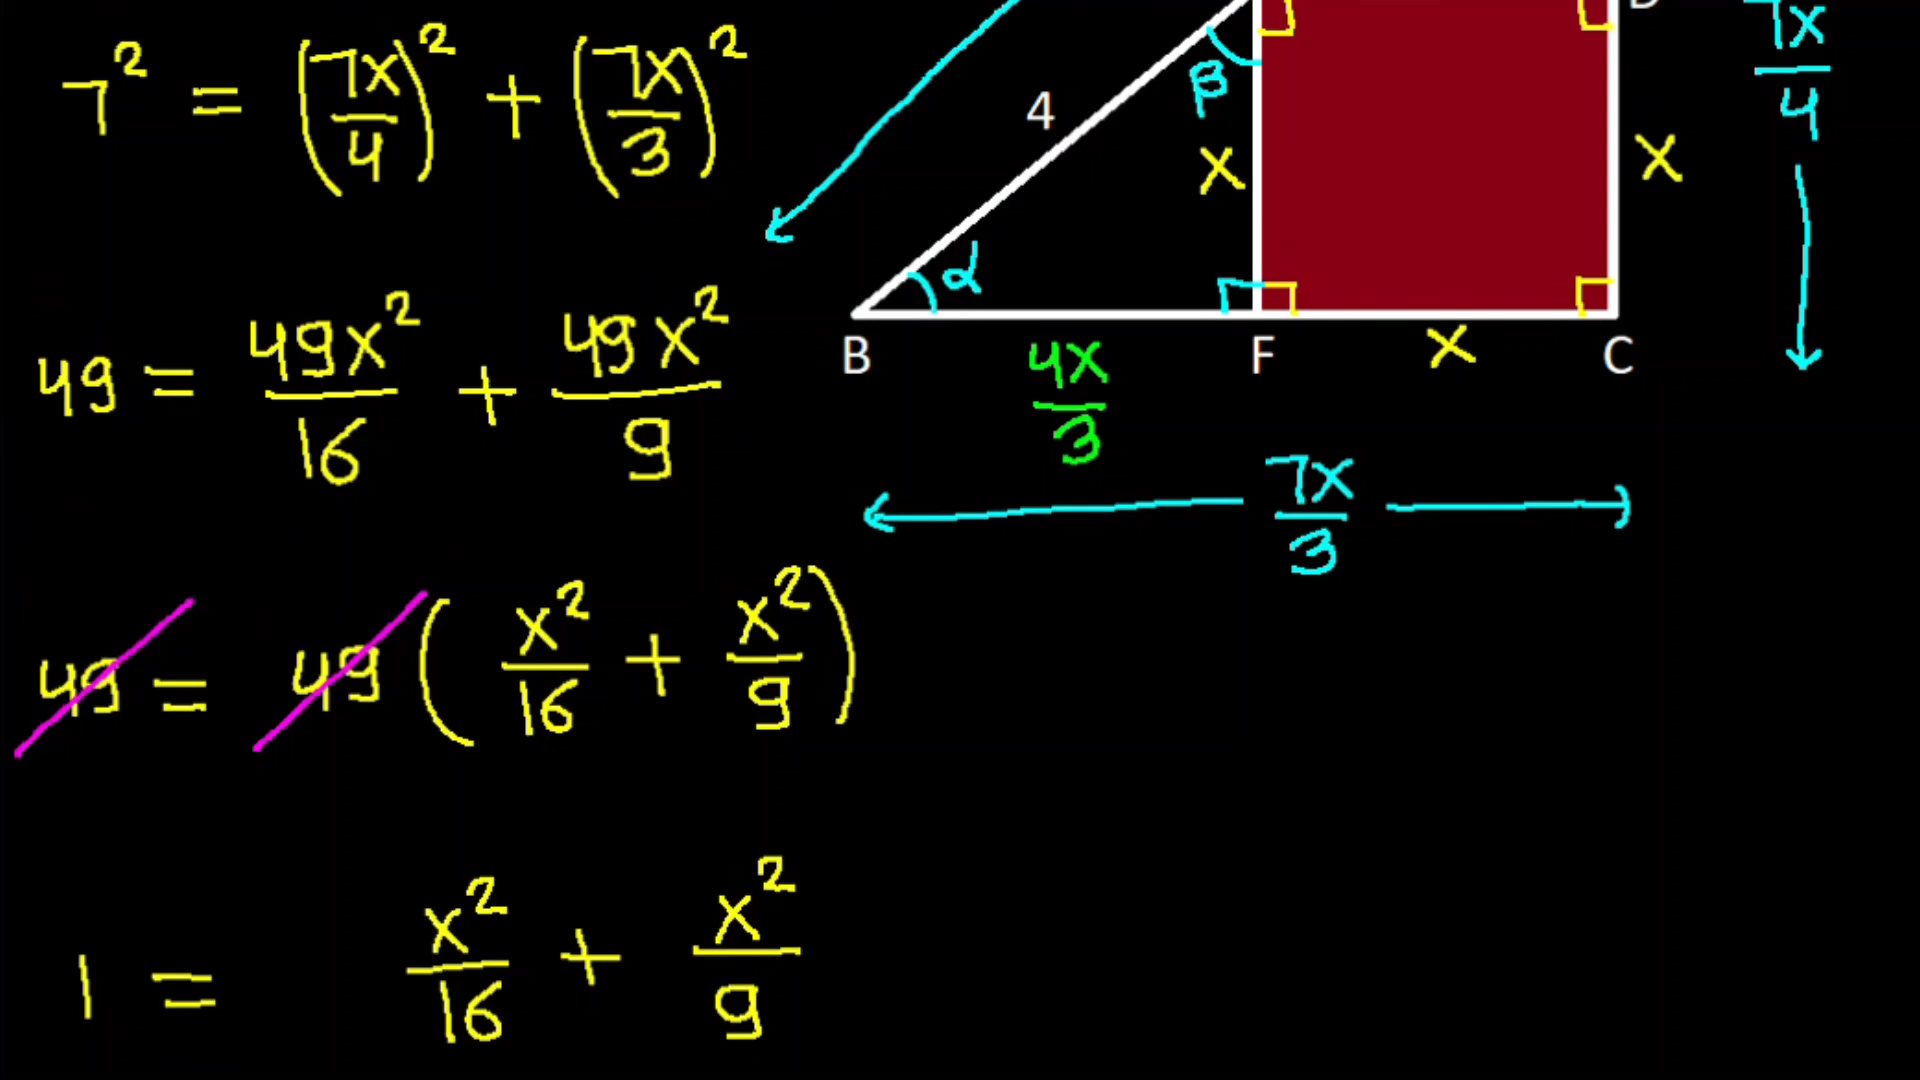 7² = (7x/4)² + (7x/3)²
49 = 49x²/16 + 49x²/9
49 = 49 (x²/16 + x²/9)
1 = x²/16 + x²/9
7x/4
4
β
x
x
α
B
F
x
C
4x/3
7x/3